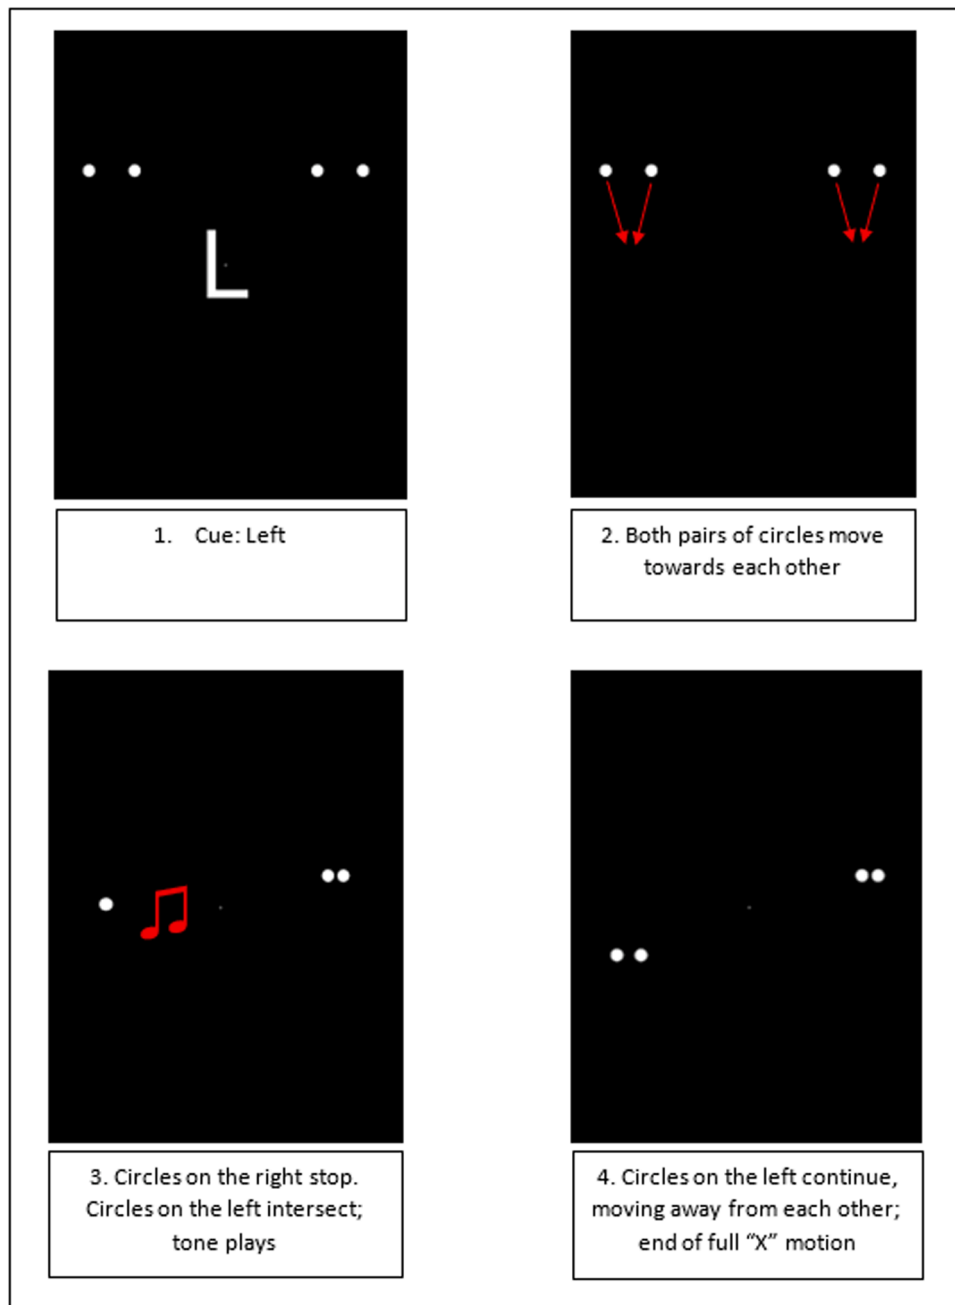 L
1. Cue: Left
2. Both pairs of circles move
towards each other
3. Circles on the right stop.
Circles on the left intersect;
tone plays
4. Circles on the left continue,
moving away from each other;
end of full “X” motion